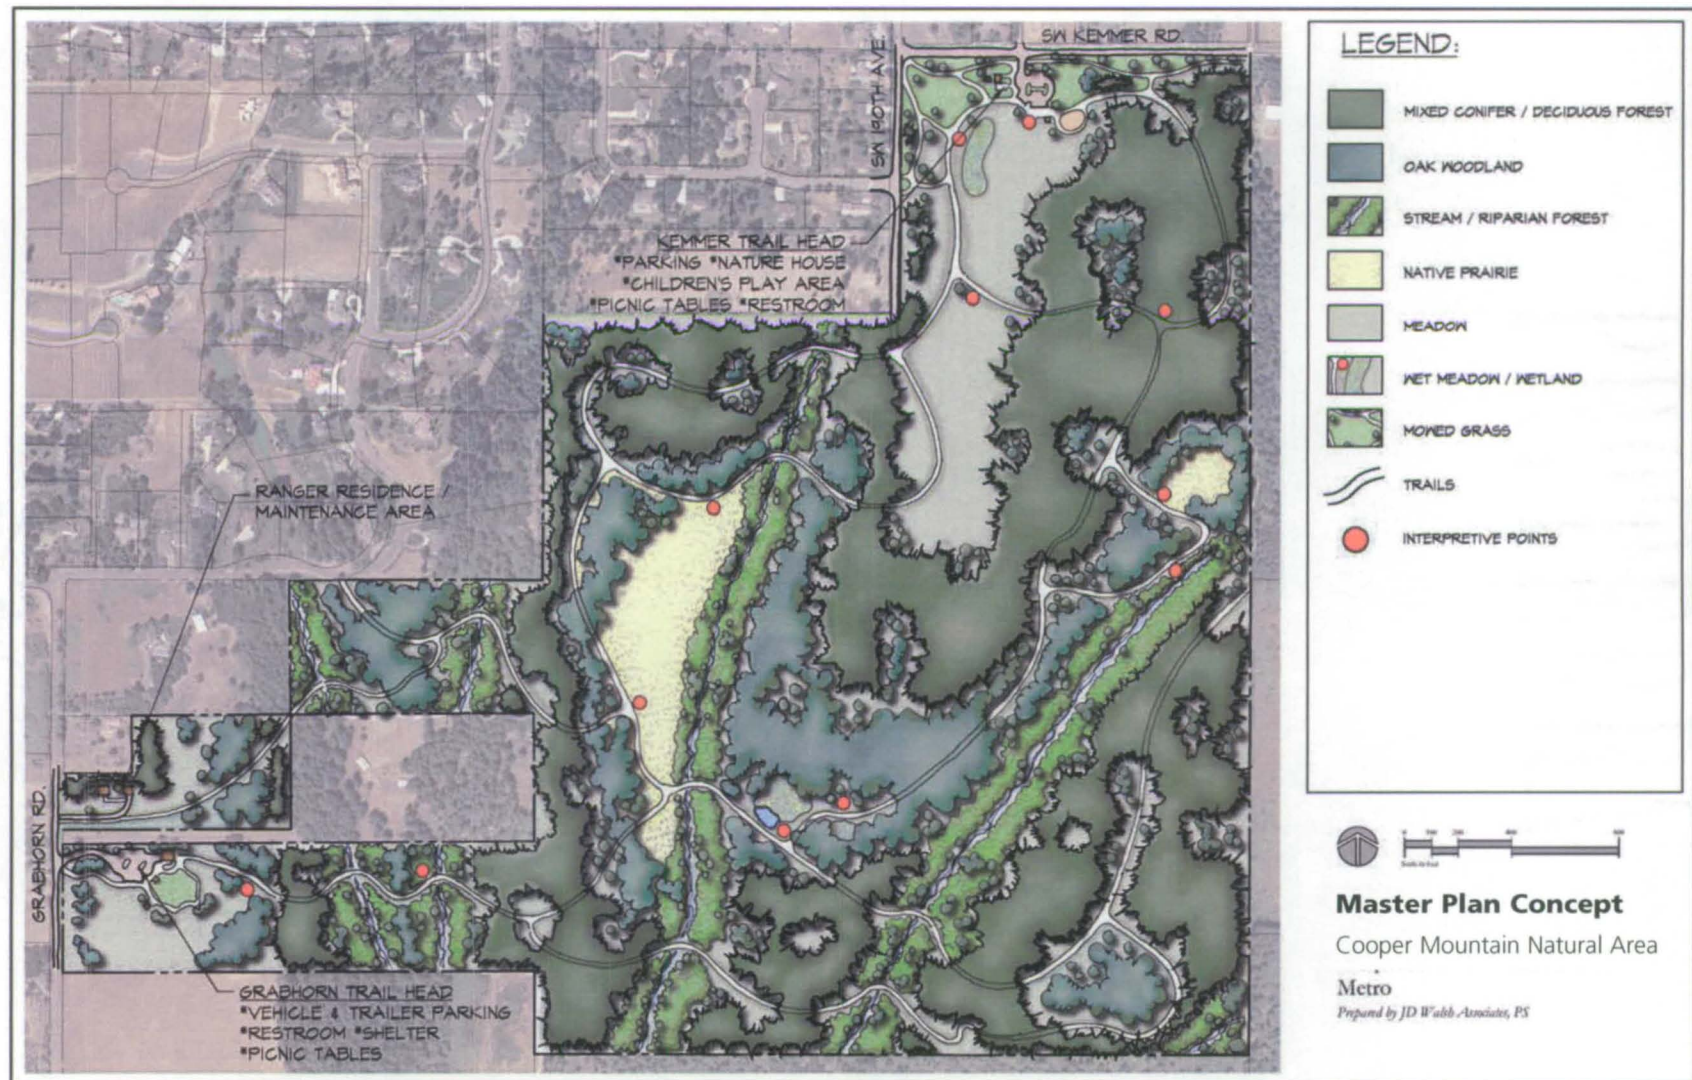 SW KEMMER RD.
SW 190TH AVE.
KEMMER TRAIL HEAD
*PARKING *NATURE HOUSE
*CHILDREN'S PLAY AREA
*PICNIC TABLES *RESTROOM
RANGER RESIDENCE /
MAINTENANCE AREA
GRABHORN RD.
GRABHORN TRAIL HEAD
*VEHICLE & TRAILER PARKING
*RESTROOM *SHELTER
*PICNIC TABLES
LEGEND:
MIXED CONIFER / DECIDUOUS FOREST
OAK WOODLAND
STREAM / RIPARIAN FOREST
NATIVE PRAIRIE
MEADOW
WET MEADOW / WETLAND
MOWED GRASS
TRAILS
INTERPRETIVE POINTS
Master Plan Concept
Cooper Mountain Natural Area
Metro
Prepared by JD Walsh Associates, PS